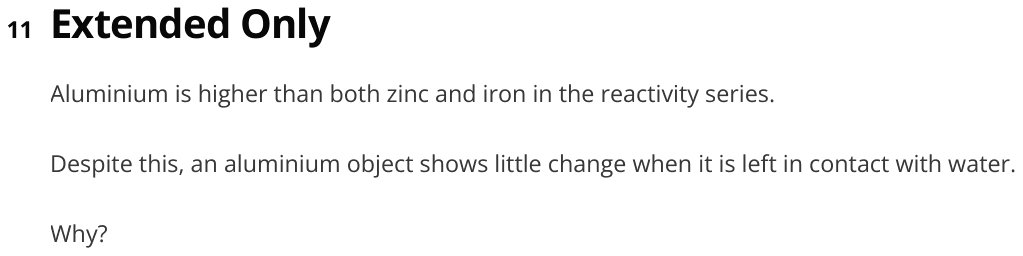 11 Extended Only
Aluminium is higher than both zinc and iron in the reactivity series.
Despite this, an aluminium object shows little change when it is left in contact with water.
Why?